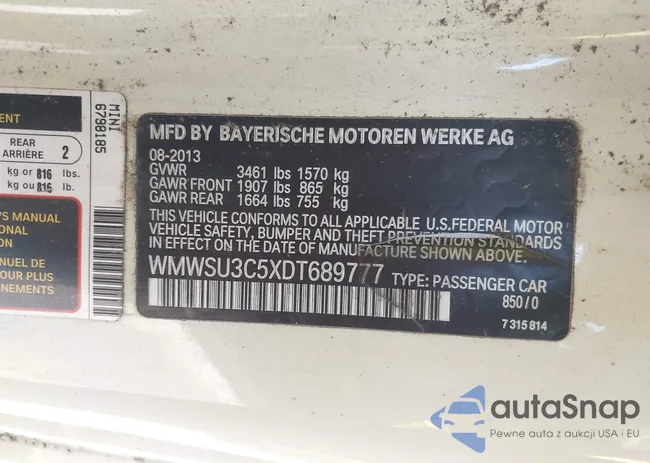 ENT
REAR
ARRIÈRE 2
kg or 816 lbs.
kg ou 816 lb.
'S MANUAL
MINI
6798185
MFD BY BAYERISCHE MOTOREN WERKE AG
08-2013
GVWR 3461 lbs 1570 kg
GAWR FRONT 1907 lbs 865 kg
GAWR REAR 1664 lbs 755 kg
THIS VEHICLE CONFORMS TO ALL APPLICABLE U.S.FEDERAL MOTOR
VEHICLE SAFETY, BUMPER AND THEFT PREVENTION STANDARDS
IN EFFECT ON THE DATE OF MANUFACTURE SHOWN ABOVE.
WMWSU3C5XDT689777 TYPE: PASSENGER CAR
850/0
7 315 814
autaSnap
Pewne auta z aukcji USA i EU